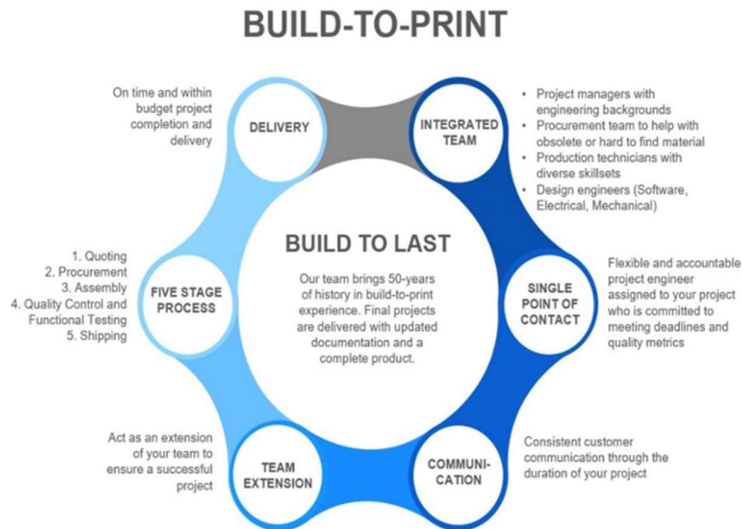 BUILD-TO-PRINT
On time and within
budget project
completion and
delivery
DELIVERY
INTEGRATED
TEAM
• Project managers with
engineering backgrounds
• Procurement team to help with
obsolete or hard to find material
• Production technicians with
diverse skillsets
• Design engineers (Software,
Electrical, Mechanical)
BUILD TO LAST
Our team brings 50-years
of history in build-to-print
experience. Final projects
are delivered with updated
documentation and a
complete product.
1. Quoting
2. Procurement
3. Assembly
4. Quality Control and
Functional Testing
5. Shipping
FIVE STAGE
PROCESS
SINGLE
POINT OF
CONTACT
Flexible and accountable
project engineer
assigned to your project
who is committed to
meeting deadlines and
quality metrics
Act as an extension
of your team to
ensure a successful
project
TEAM
EXTENSION
COMMUNI-
CATION
Consistent customer
communication through the
duration of your project